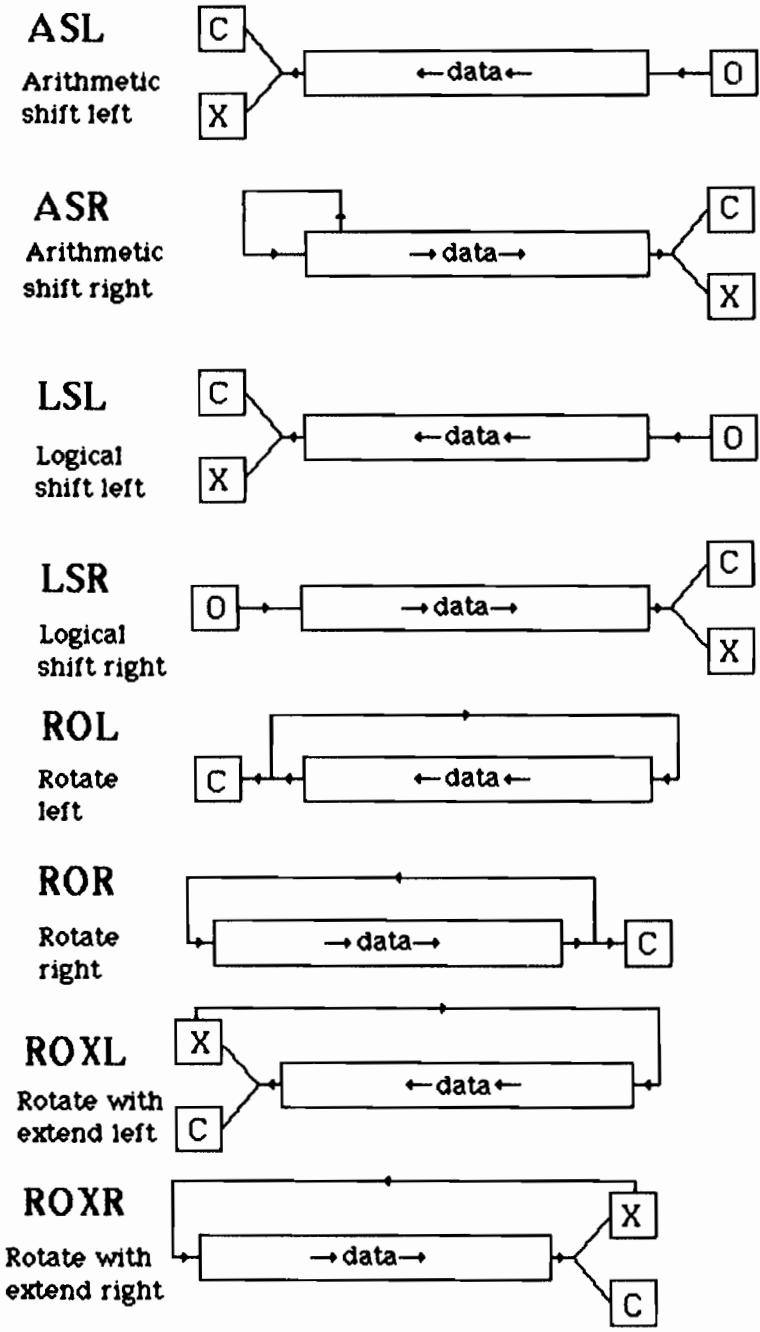 ASL
Arithmetic
shift left
C
X
←data←
0
ASR
Arithmetic
shift right
→data→
C
X
LSL
Logical
shift left
C
X
←data←
0
LSR
Logical
shift right
0
→data→
C
X
ROL
Rotate
left
C
←data←
ROR
Rotate
right
→data→
C
ROXL
Rotate with
extend left
X
C
←data←
ROXR
Rotate with
extend right
→data→
X
C